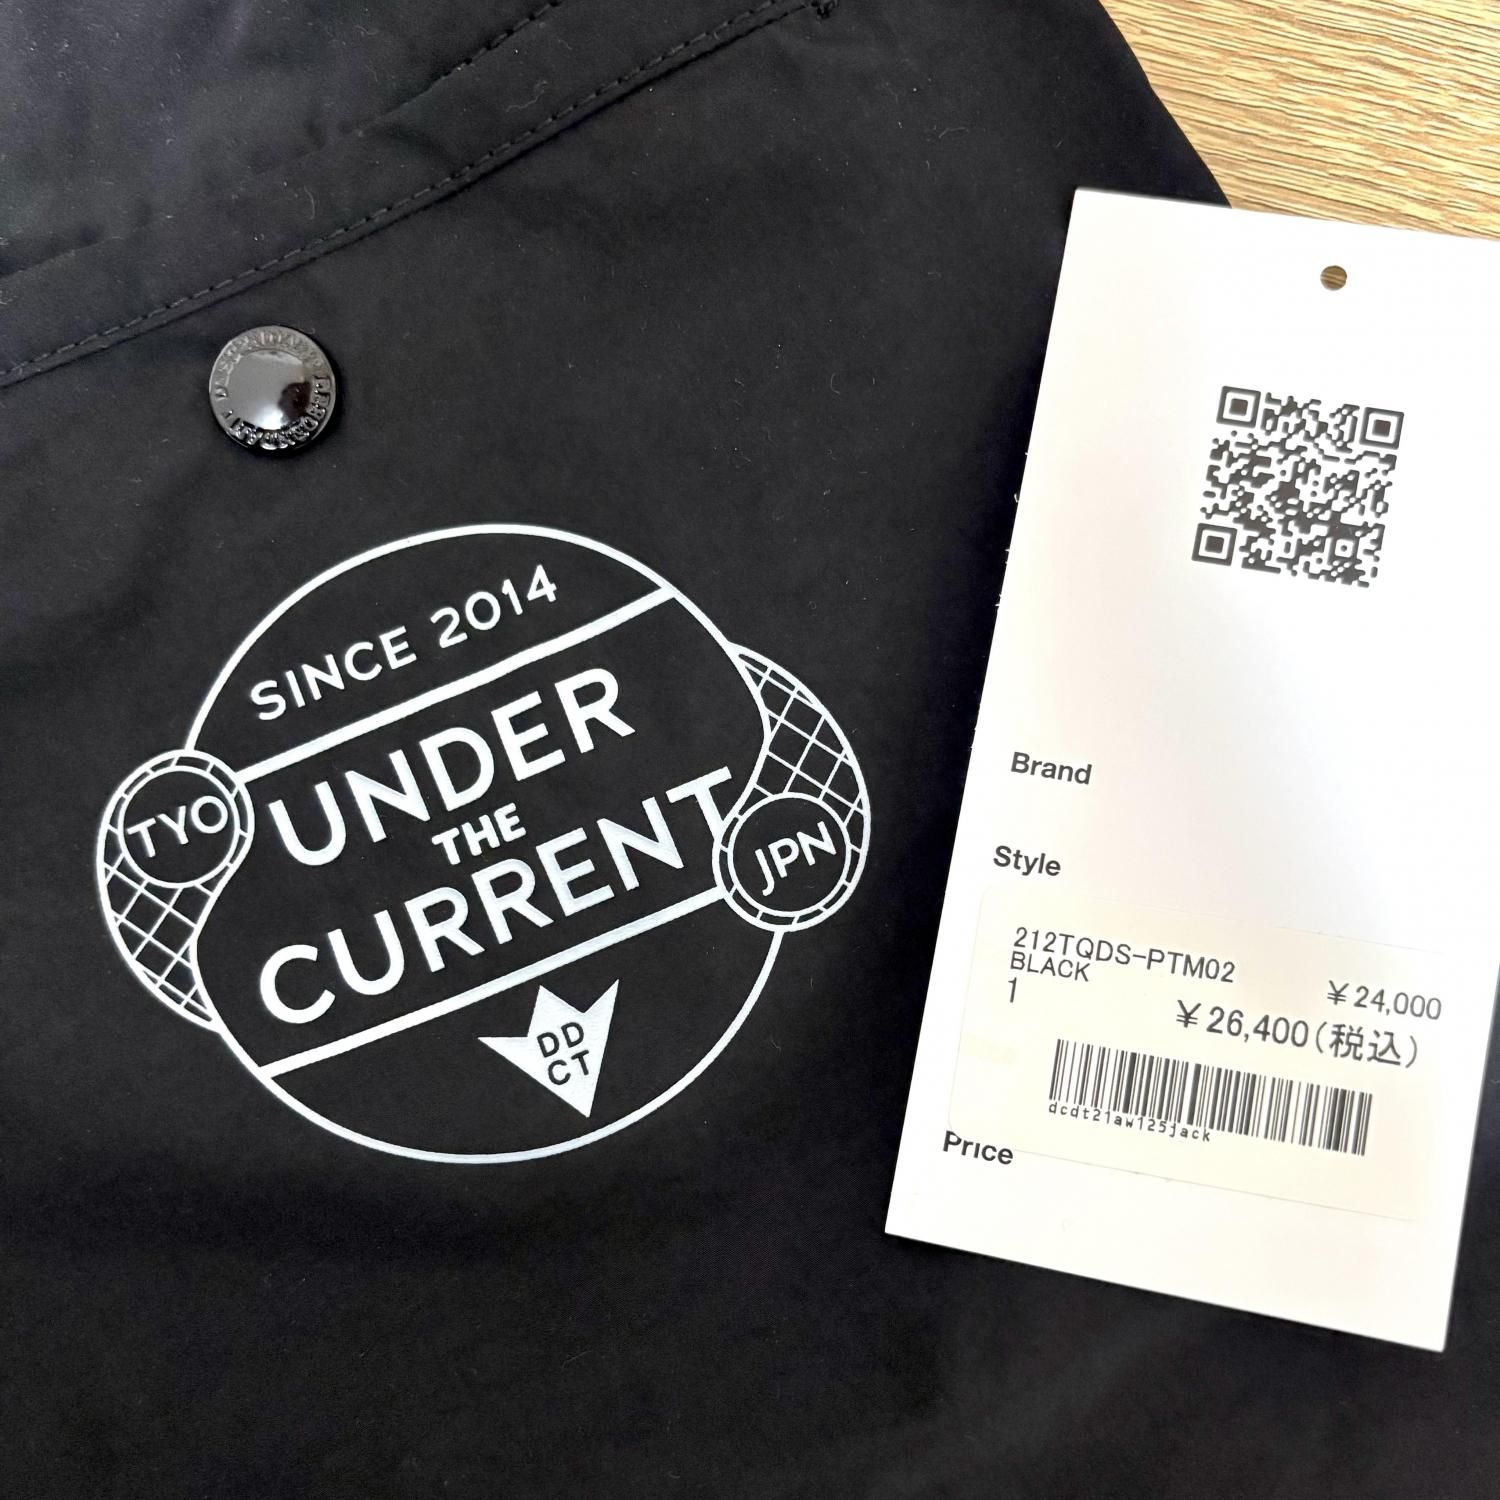 SINCE 2014
UNDER
THE
CURRENT
TYO
JPN
DD
CT
Brand
Style
212TQDS-PTM02
BLACK
1
¥24,000
¥26,400(税込)
dcdt21aw125jack
Price